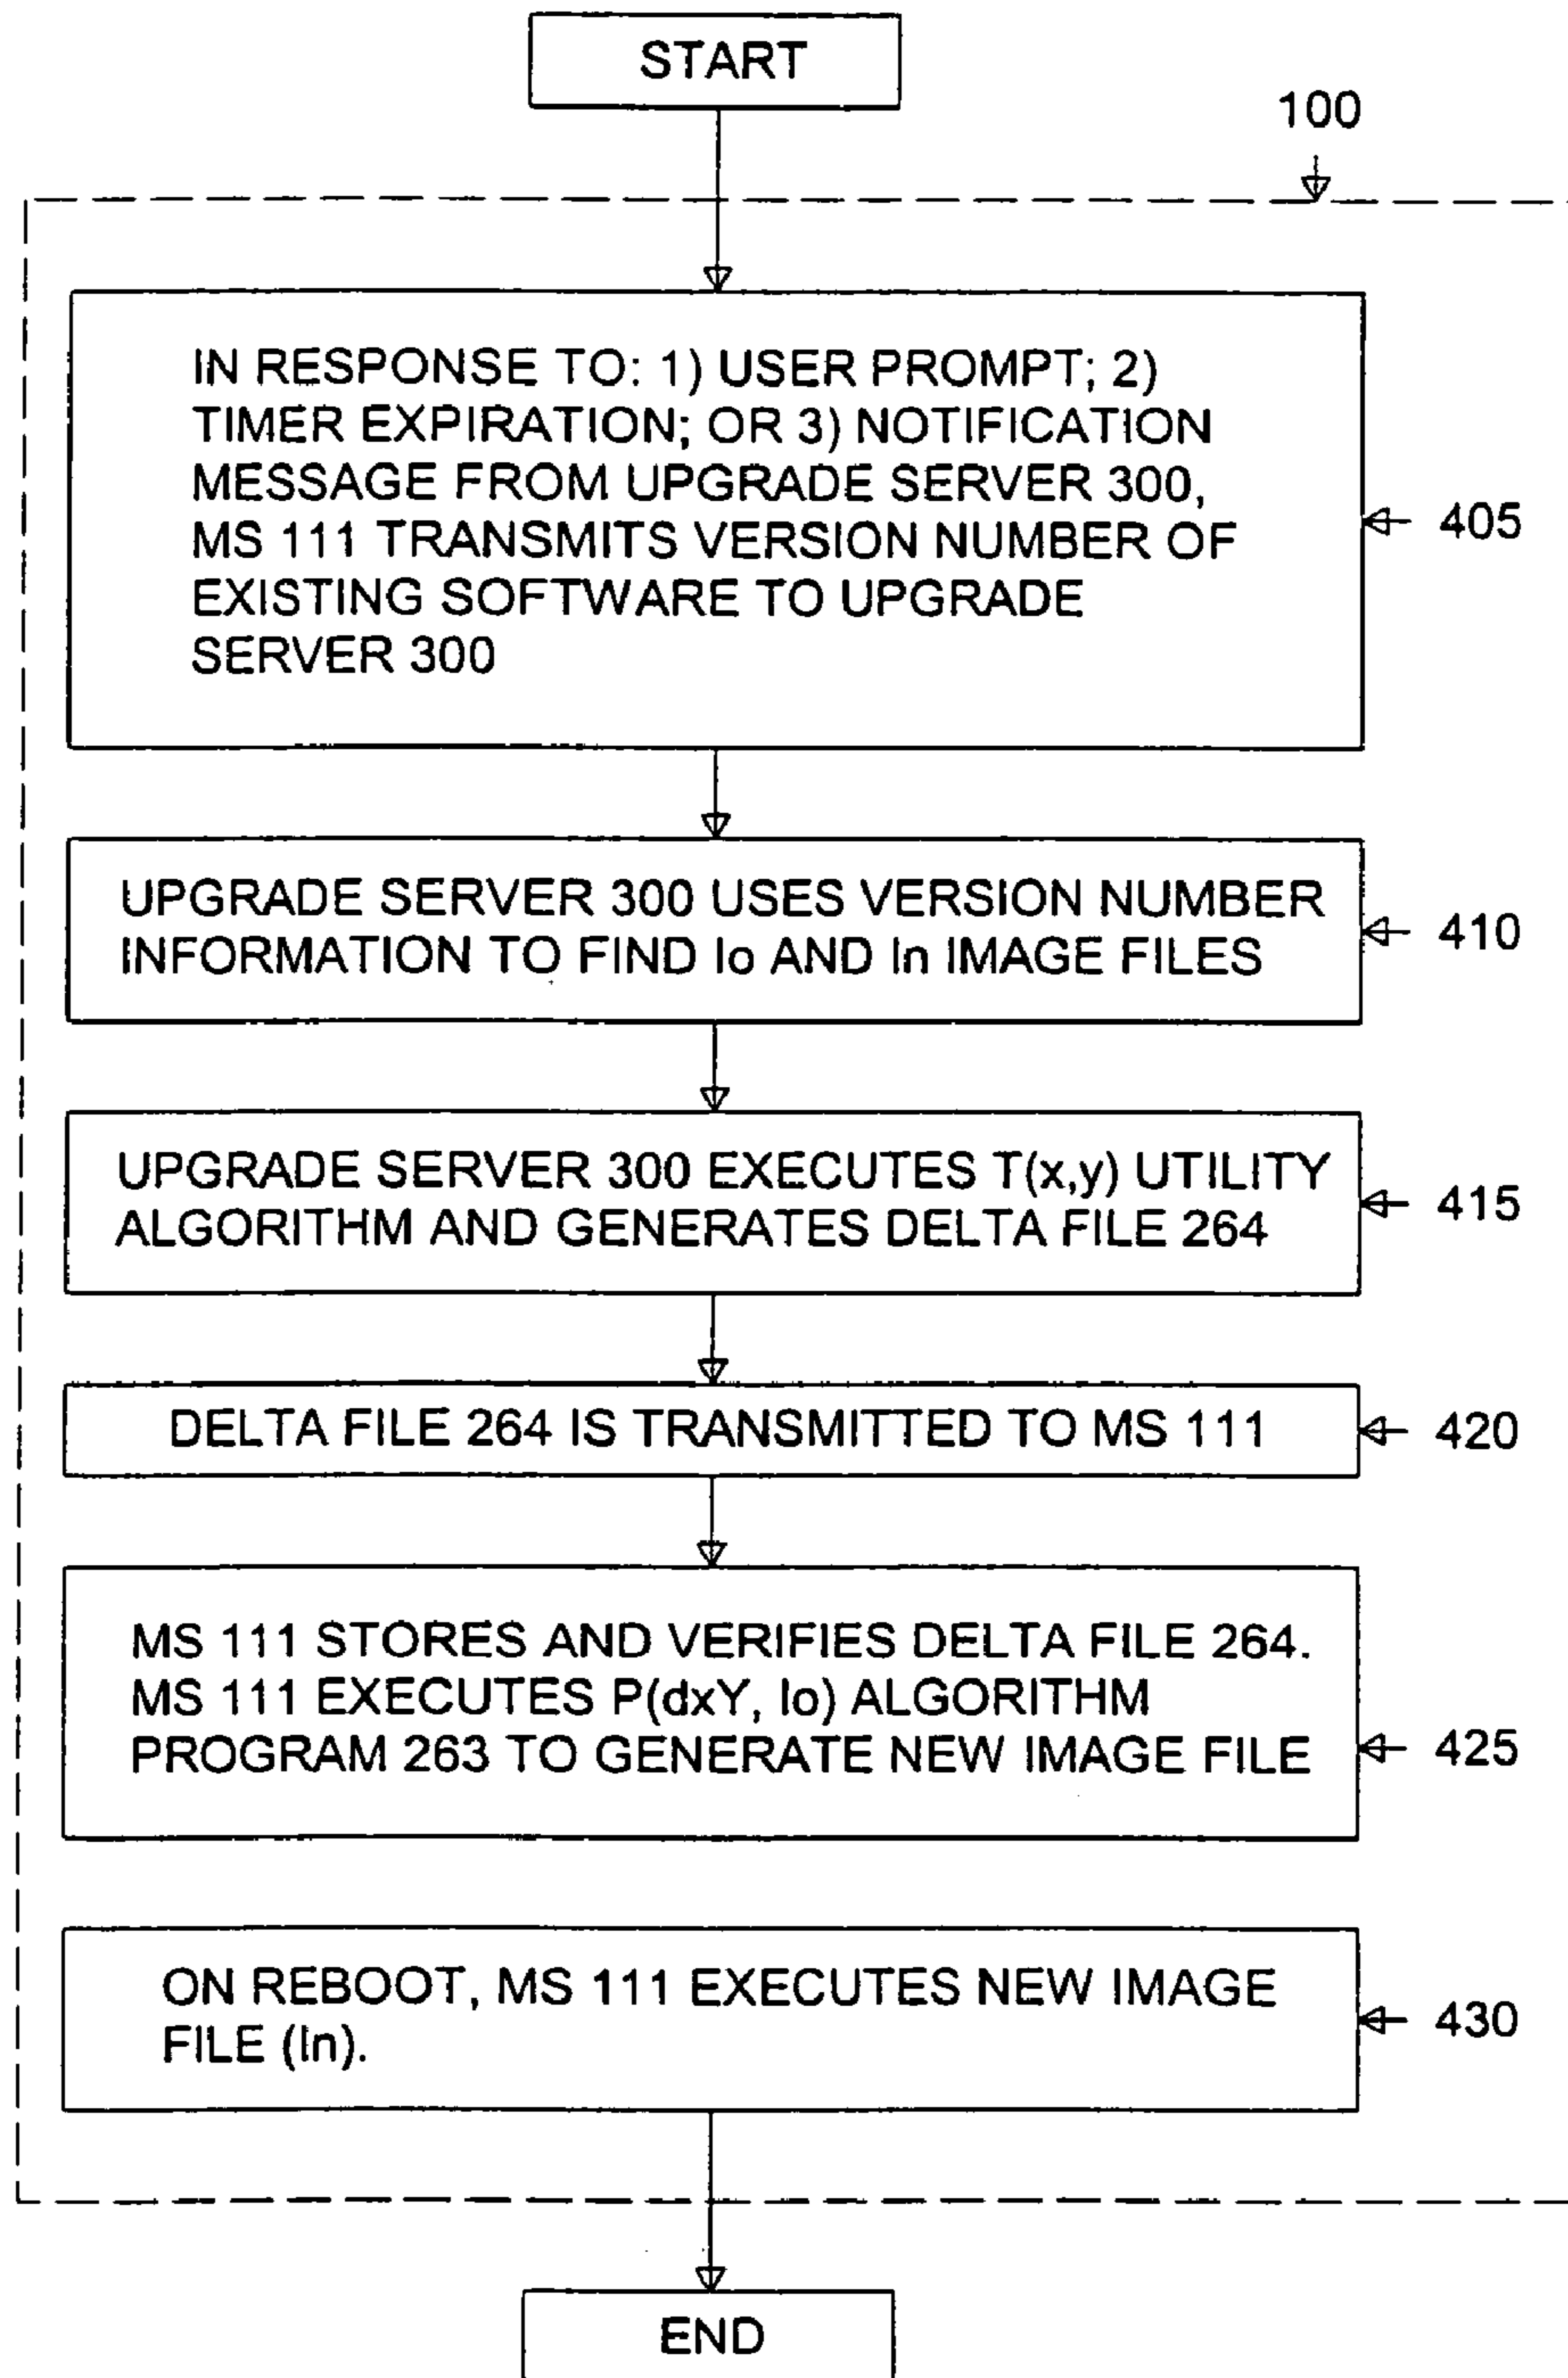 START
100
IN RESPONSE TO: 1) USER PROMPT; 2)
TIMER EXPIRATION; OR 3) NOTIFICATION
MESSAGE FROM UPGRADE SERVER 300,
MS 111 TRANSMITS VERSION NUMBER OF
EXISTING SOFTWARE TO UPGRADE
SERVER 300
405
UPGRADE SERVER 300 USES VERSION NUMBER
INFORMATION TO FIND Io AND In IMAGE FILES
410
UPGRADE SERVER 300 EXECUTES T(x,y) UTILITY
ALGORITHM AND GENERATES DELTA FILE 264
415
DELTA FILE 264 IS TRANSMITTED TO MS 111
420
MS 111 STORES AND VERIFIES DELTA FILE 264.
MS 111 EXECUTES P(dxY, Io) ALGORITHM
PROGRAM 263 TO GENERATE NEW IMAGE FILE
425
ON REBOOT, MS 111 EXECUTES NEW IMAGE
FILE (In).
430
END